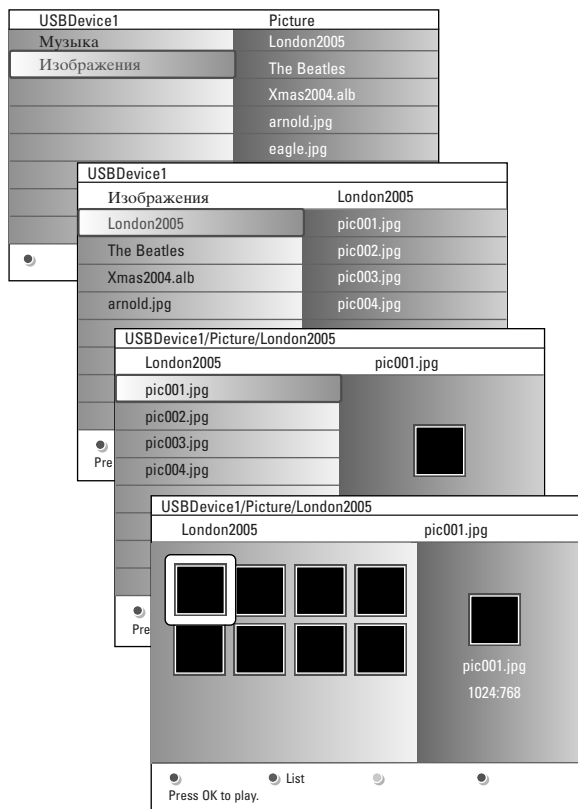 USBDevice1 Picture
Музыка London2005
Изображения The Beatles
Xmas2004.alb
arnold.jpg
eagle.jpg
USBDevice1
Изображения London2005
London2005 pic001.jpg
The Beatles pic002.jpg
Xmas2004.alb pic003.jpg
arnold.jpg pic004.jpg
Pre
USBDevice1/Picture/London2005
London2005 pic001.jpg
pic001.jpg
pic002.jpg
pic003.jpg
pic004.jpg
Pre
USBDevice1/Picture/London2005
London2005 pic001.jpg
pic001.jpg
1024:768
List
Press OK to play.